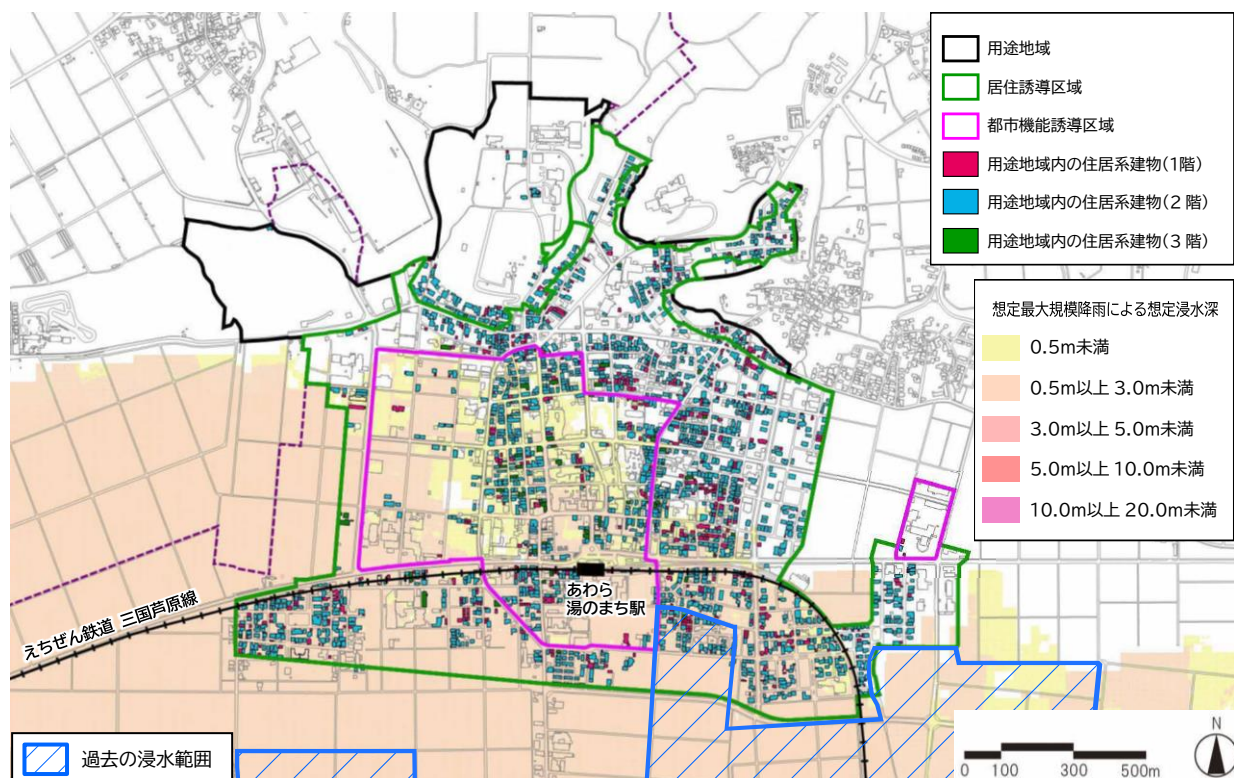 用途地域
居住誘導区域
都市機能誘導区域
用途地域内の住居系建物(1階)
用途地域内の住居系建物(2階)
用途地域内の住居系建物(3階)
想定最大規模降雨による想定浸水深
0.5m未満
0.5m以上 3.0m未満
3.0m以上 5.0m未満
5.0m以上 10.0m未満
10.0m以上 20.0m未満
あわら
湯のまち駅
えちぜん鉄道 三国芦原線
過去の浸水範囲
N
0 100 300 500m